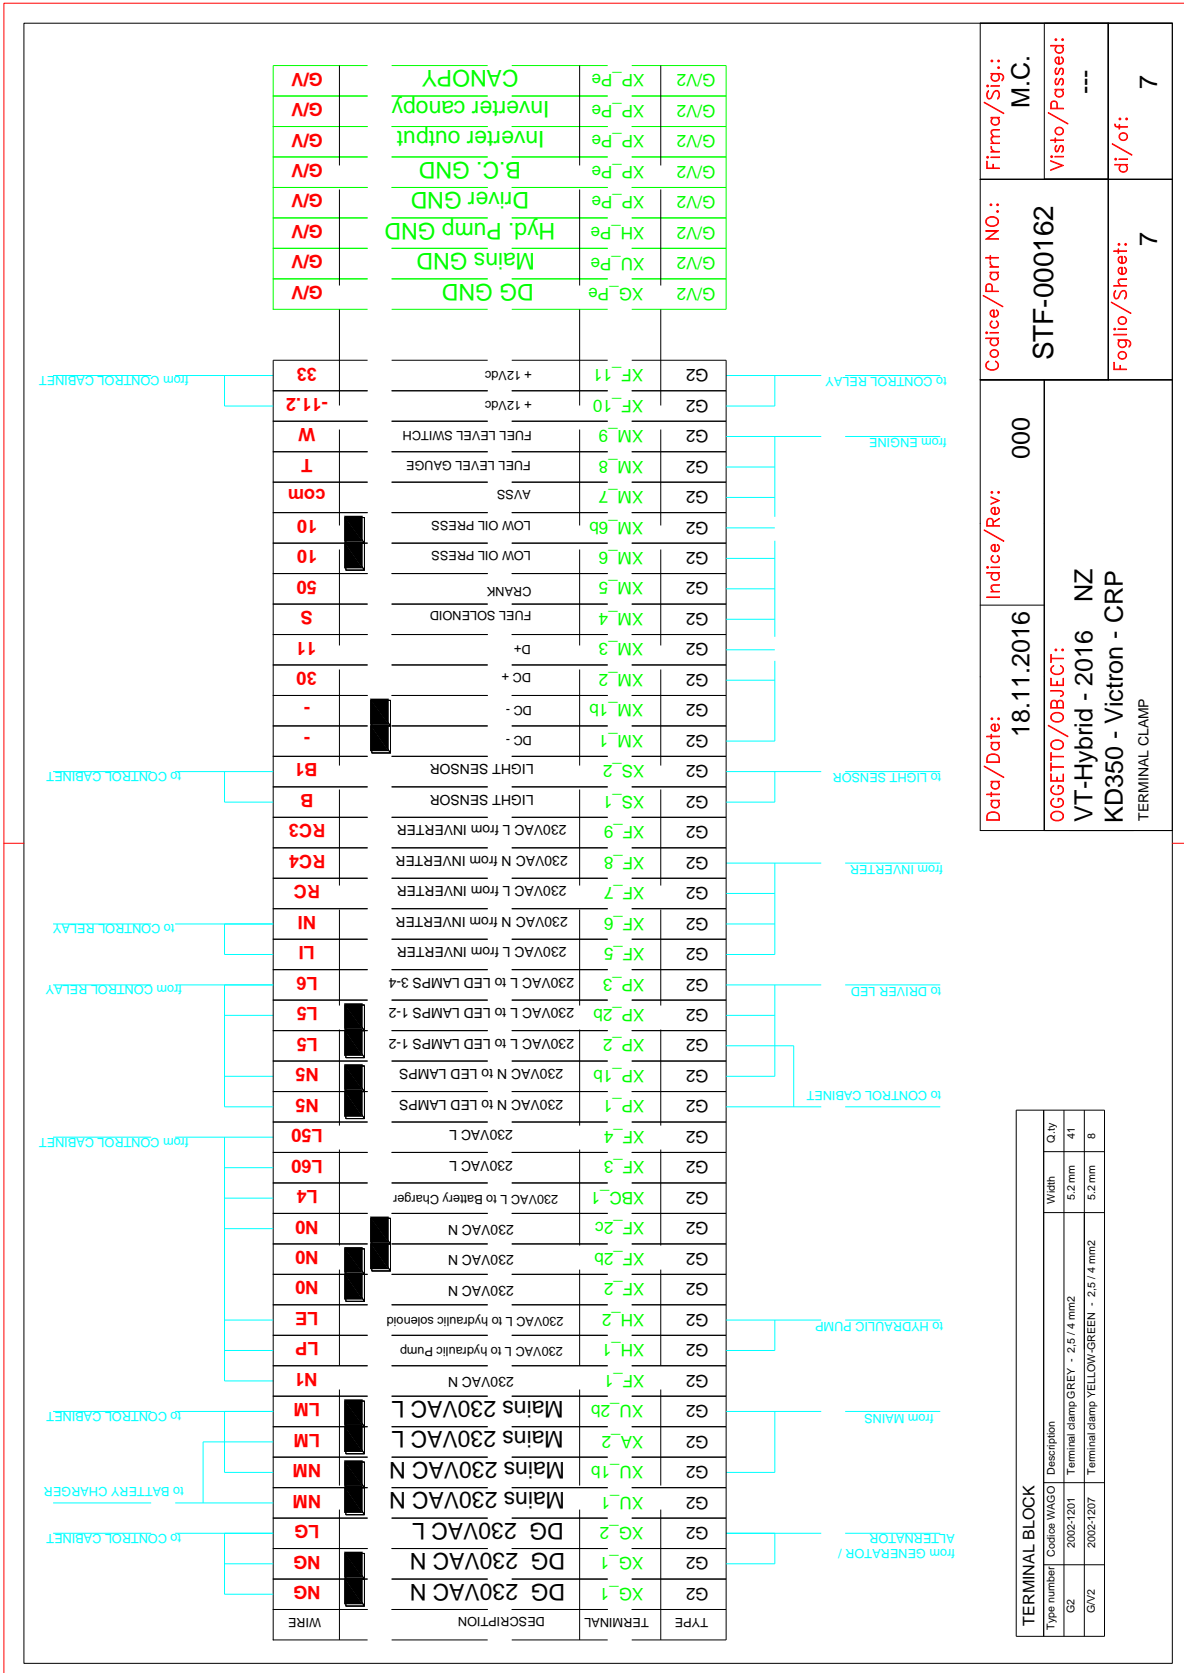 TYPE TERMINAL DESCRIPTION WIRE
G2 XG_1 DG 230VAC N NG
G2 XG_1 DG 230VAC N NG
G2 XG_2 DG 230VAC L LG
G2 XU_1 Mains 230VAC N NM
G2 XU_1b Mains 230VAC N NM
G2 XA_2 Mains 230VAC L LM
G2 XU_2b Mains 230VAC L LM
G2 XF_1 230VAC N N1
G2 XH_1 230VAC L to hydraulic Pump LP
G2 XH_2 230VAC L to hydraulic solenoid LE
G2 XF_2 230VAC N N0
G2 XF_2b 230VAC N N0
G2 XF_2c 230VAC N N0
G2 XBC_1 230VAC L to Battery Charger L4
G2 XF_3 230VAC L L60
G2 XF_4 230VAC L L50
G2 XP_1 230VAC N to LED LAMPS N5
G2 XP_1b 230VAC N to LED LAMPS N5
G2 XP_2 230VAC L to LED LAMPS 1-2 L5
G2 XP_2b 230VAC L to LED LAMPS 1-2 L5
G2 XP_3 230VAC L to LED LAMPS 3-4 L6
G2 XF_5 230VAC L from INVERTER LI
G2 XF_6 230VAC N from INVERTER NI
G2 XF_7 230VAC L from INVERTER RC
G2 XF_8 230VAC N from INVERTER RC4
G2 XF_9 230VAC L from INVERTER RC3
G2 XS_1 LIGHT SENSOR B
G2 XS_2 LIGHT SENSOR B1
G2 XM_1 DC - -
G2 XM_1b DC - -
G2 XM_2 DC + 30
G2 XM_3 D+ 11
G2 XM_4 FUEL SOLENOID S
G2 XM_5 CRANK 50
G2 XM_6 LOW OIL PRESS 10
G2 XM_6b LOW OIL PRESS 10
G2 XM_7 AVSS com
G2 XM_8 FUEL LEVEL GAUGE T
G2 XM_9 FUEL LEVEL SWITCH W
G2 XF_10 + 12Vdc -11.2
G2 XF_11 + 12Vdc 33
G/V2 XG_Pe DG GND G/V
G/V2 XU_Pe Mains GND G/V
G/V2 XH_Pe Hyd. Pump GND G/V
G/V2 XP_Pe Driver GND G/V
G/V2 XP_Pe B.C. GND G/V
G/V2 XP_Pe Inverter output G/V
G/V2 XP_Pe Inverter canopy G/V
G/V2 XP_Pe CANOPY G/V
from GENERATOR /
ALTERNATOR
from MAINS
to HYDRAULIC PUMP
to CONTROL CABINET
to DRIVER LED
from INVERTER
to LIGHT SENSOR
from ENGINE
to CONTROL RELAY
to CONTROL CABINET
to BATTERY CHARGER
to CONTROL CABINET
from CONTROL CABINET
from CONTROL RELAY
to CONTROL RELAY
to CONTROL CABINET
from CONTROL CABINET
TERMINAL BLOCK
Type number Codice WAGO Description Width Q.ty
G2 2002-1201 Terminal clamp GREY - 2,5 / 4 mm2 5.2 mm 41
G/V2 2002-1207 Terminal clamp YELLOW-GREEN - 2,5 / 4 mm2 5.2 mm 8
Data/Date:
18.11.2016
Indice/Rev:
000
Codice/Part NO.:
STF-000162
Firma/Sig.:
M.C.
Visto/Passed:
---
OGGETTO/OBJECT:
VT-Hybrid - 2016 NZ
KD350 - Victron - CRP
TERMINAL CLAMP
Foglio/Sheet:
7
di/of:
7